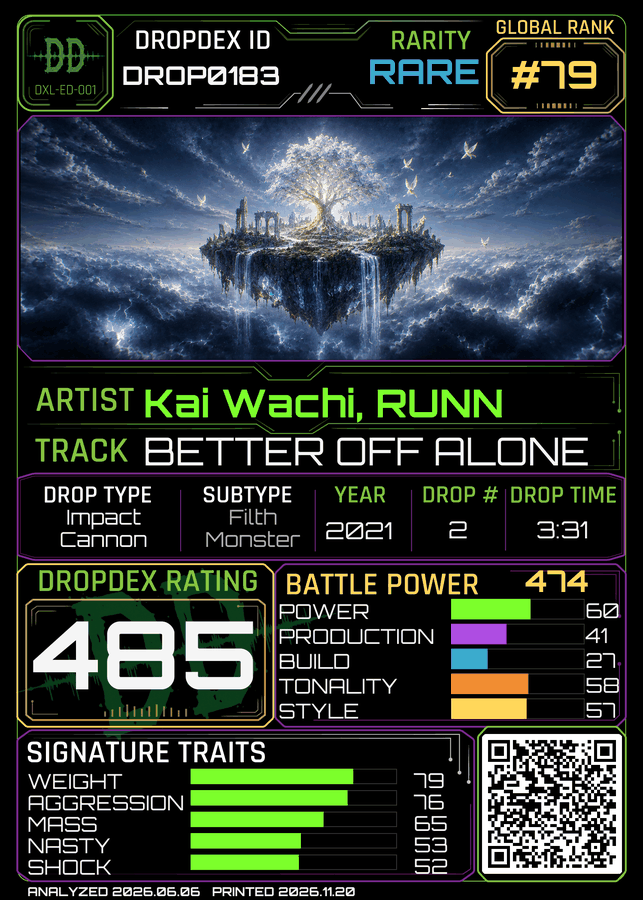 DD
DXL-ED-001
DROPDEX ID
DROP0183
RARITY
RARE
GLOBAL RANK
#79
ARTIST Kai Wachi, RUNN
TRACK BETTER OFF ALONE
DROP TYPE
Impact
Cannon
SUBTYPE
Filth
Monster
YEAR
2021
DROP #
2
DROP TIME
3:31
DROPDEX RATING
485
BATTLE POWER 474
POWER 60
PRODUCTION 41
BUILD 27
TONALITY 58
STYLE 57
SIGNATURE TRAITS
WEIGHT 79
AGGRESSION 76
MASS 65
NASTY 53
SHOCK 52
ANALYZED 2026.06.06 PRINTED 2026.11.20